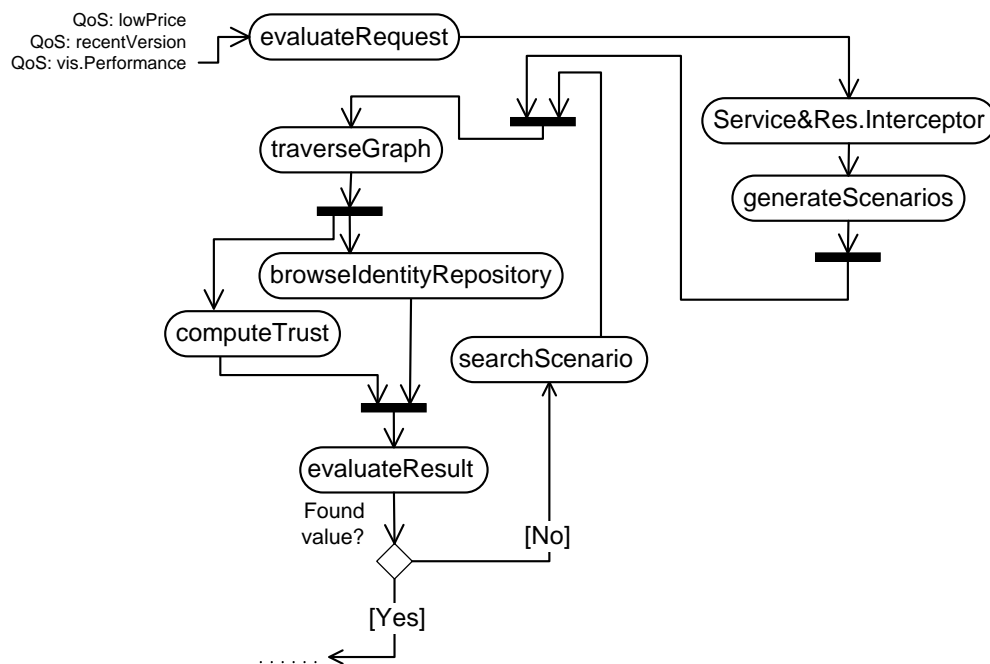 QoS: lowPrice
QoS: recentVersion
QoS: vis.Performance
evaluateRequest
Service&Res.Interceptor
traverseGraph
generateScenarios
browseIdentityRepository
computeTrust
searchScenario
evaluateResult
Found
value?
[No]
[Yes]
. . . . . .